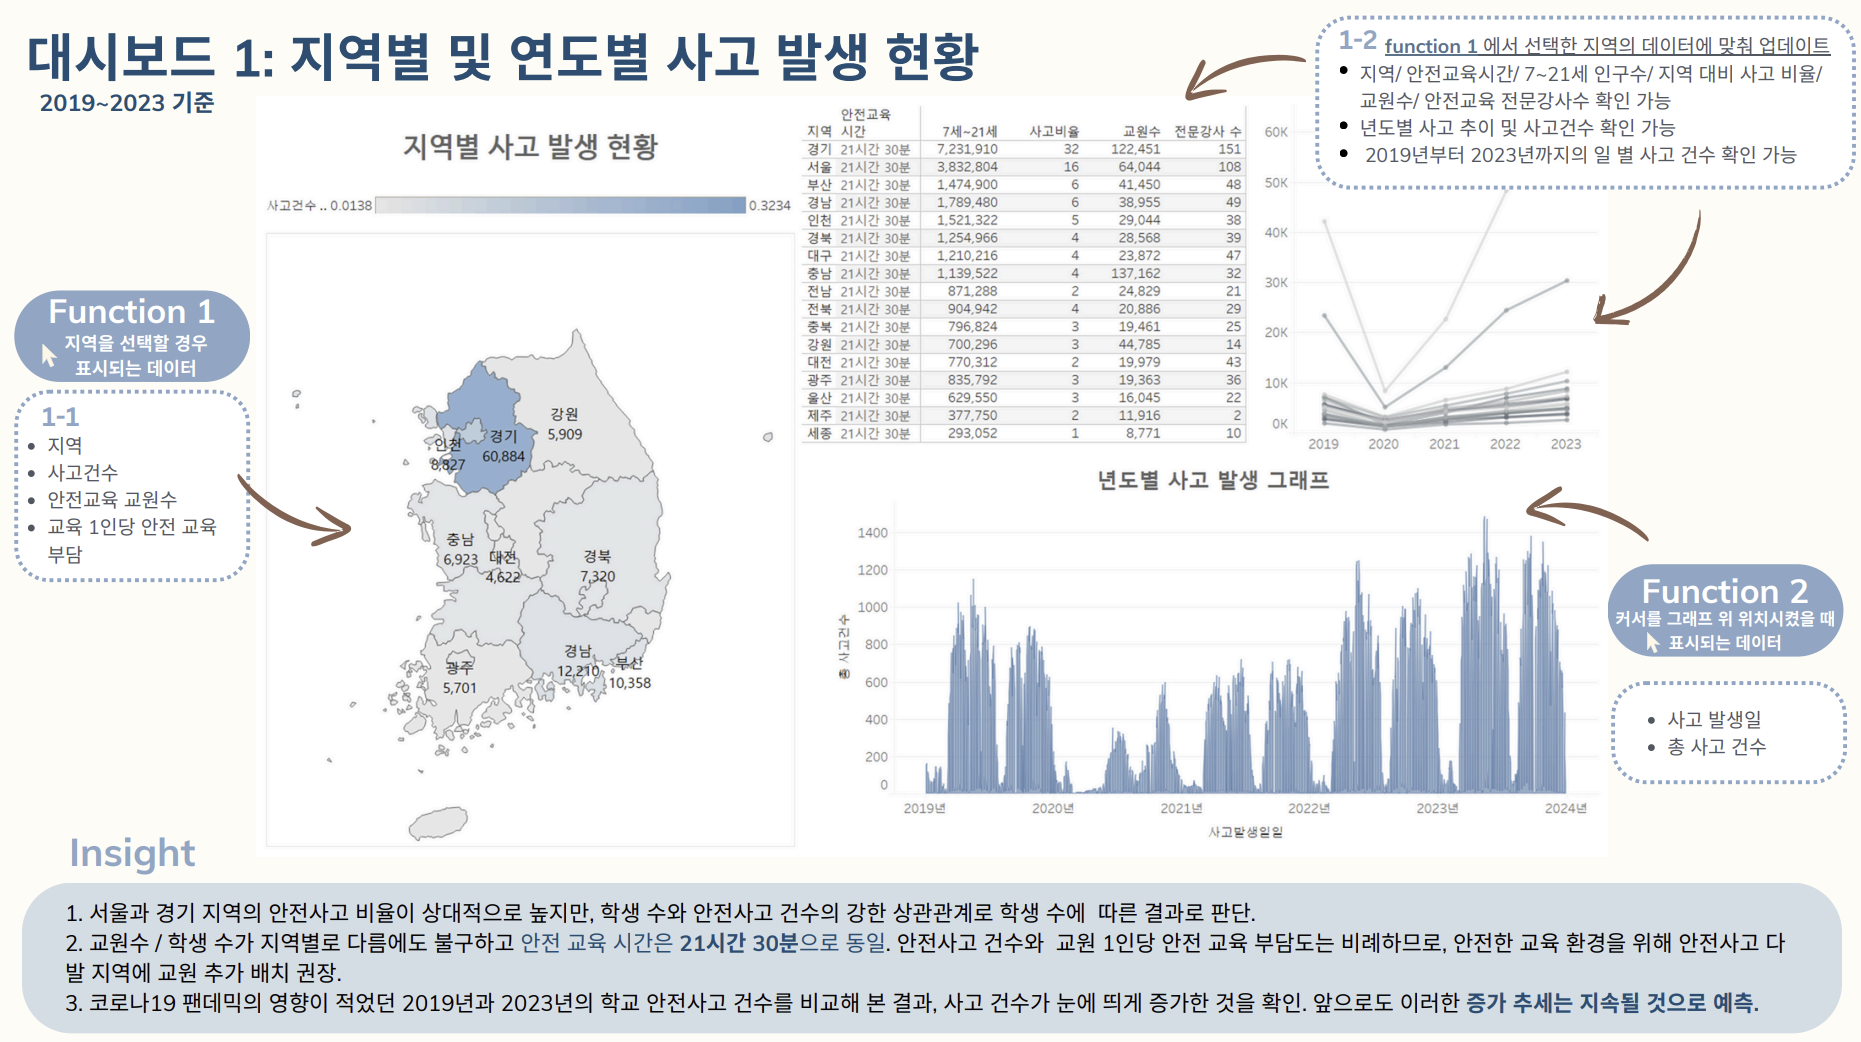 대시보드 1: 지역별 및 연도별 사고 발생 현황
2019~2023 기준
1-2 function 1 에서 선택한 지역의 데이터에 맞춰 업데이트
지역/ 안전교육시간/ 7~21세 인구수/ 지역 대비 사고 비율/
교원수/ 안전교육 전문강사수 확인 가능
년도별 사고 추이 및 사고건수 확인 가능
2019년부터 2023년까지의 일 별 사고 건수 확인 가능
Function 1
지역을 선택할 경우
표시되는 데이터
1-1
지역
사고건수
안전교육 교원수
교육 1인당 안전 교육
부담
지역별 사고 발생 현황
사고건수 .. 0.0138 0.3234
강원
5,909
인천
8,827
경기
60,884
충남
6,923
대전
4,622
경북
7,320
경남
12,210
부산
10,358
광주
5,701
안전교육
지역 시간 7세~21세 사고비율 교원수 전문강사 수
경기 21시간 30분 7,231,910 32 122,451 151
서울 21시간 30분 3,832,804 16 64,044 108
부산 21시간 30분 1,474,900 6 41,450 48
경남 21시간 30분 1,789,480 6 38,955 49
인천 21시간 30분 1,521,322 5 29,044 38
경북 21시간 30분 1,254,966 4 28,568 39
대구 21시간 30분 1,210,216 4 23,872 47
충남 21시간 30분 1,139,522 4 137,162 32
전남 21시간 30분 871,288 2 24,829 21
전북 21시간 30분 904,942 4 20,886 29
충북 21시간 30분 796,824 3 19,461 25
강원 21시간 30분 700,296 3 44,785 14
대전 21시간 30분 770,312 2 19,979 43
광주 21시간 30분 835,792 3 19,363 36
울산 21시간 30분 629,550 3 16,045 22
제주 21시간 30분 377,750 2 11,916 2
세종 21시간 30분 293,052 1 8,771 10
60K
50K
40K
30K
20K
10K
0K
2019 2020 2021 2022 2023
년도별 사고 발생 그래프
총 사고건수
1400
1200
1000
800
600
400
200
0
2019년 2020년 2021년 2022년 2023년 2024년
사고발생일일
Function 2
커서를 그래프 위 위치시켰을 때
표시되는 데이터
사고 발생일
총 사고 건수
Insight
1. 서울과 경기 지역의 안전사고 비율이 상대적으로 높지만, 학생 수와 안전사고 건수의 강한 상관관계로 학생 수에 따른 결과로 판단.
2. 교원수 / 학생 수가 지역별로 다름에도 불구하고 안전 교육 시간은 21시간 30분으로 동일. 안전사고 건수와 교원 1인당 안전 교육 부담도는 비례하므로, 안전한 교육 환경을 위해 안전사고 다
발 지역에 교원 추가 배치 권장.
3. 코로나19 팬데믹의 영향이 적었던 2019년과 2023년의 학교 안전사고 건수를 비교해 본 결과, 사고 건수가 눈에 띄게 증가한 것을 확인. 앞으로도 이러한 증가 추세는 지속될 것으로 예측.